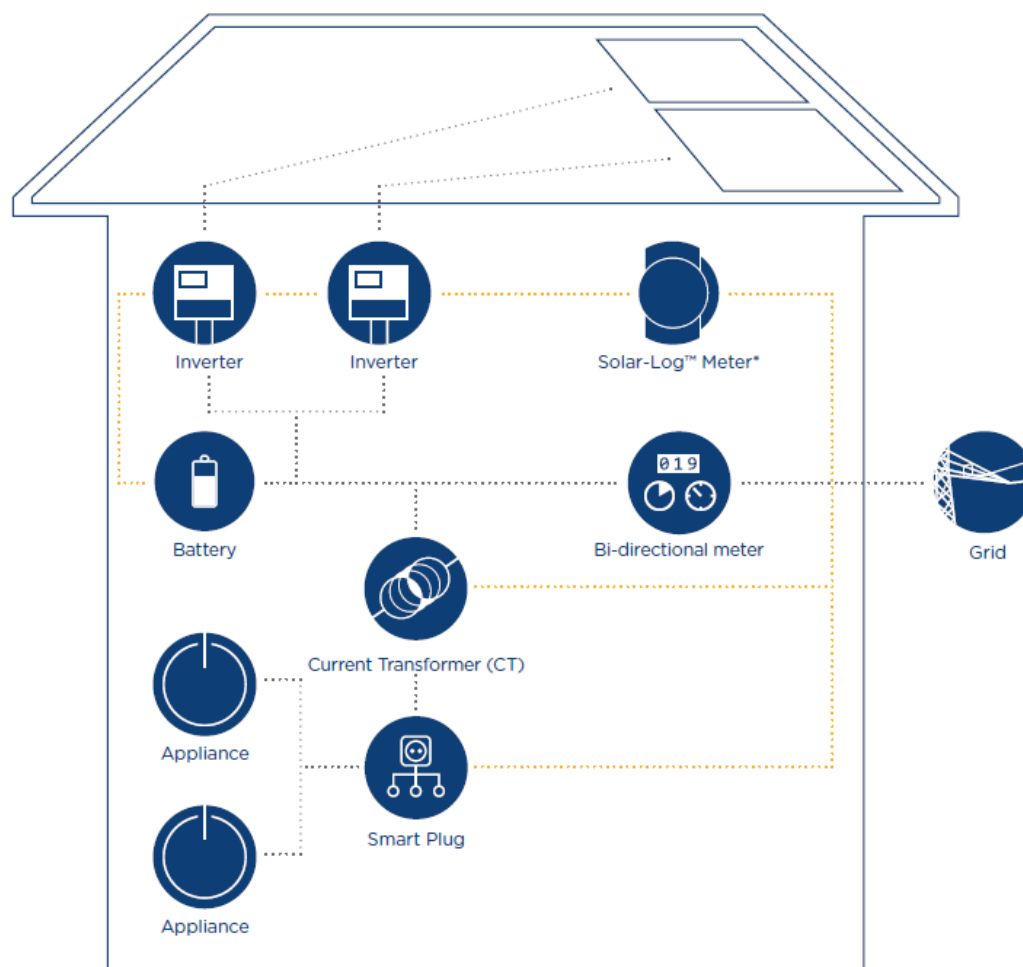 Inverter
Inverter
Solar-Log™ Meter*
019
Battery
Bi-directional meter
Grid
Current Transformer (CT)
Appliance
Smart Plug
Appliance